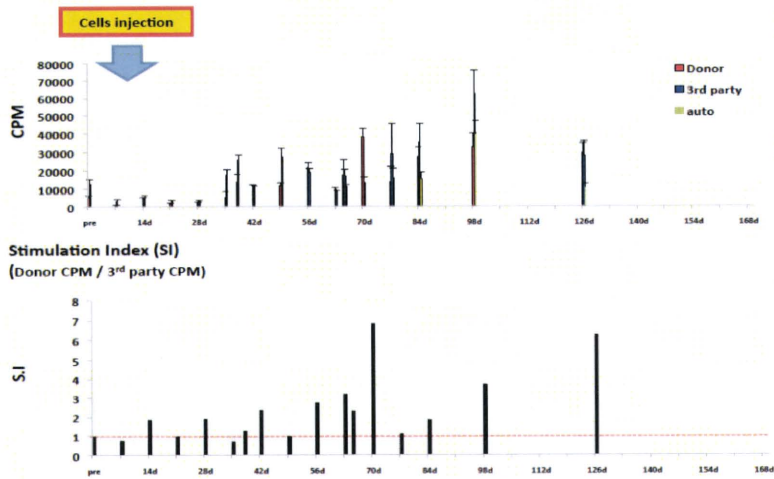 Cells injection
80000
70000
60000
50000
40000
30000
20000
10000
0
CPM
Donor
3rd party
auto
pre 14d 28d 42d 56d 70d 84d 98d 112d 126d 140d 154d 168d
Stimulation Index (SI)
(Donor CPM / 3rd party CPM)
8
7
6
5
4
3
2
1
0
S.I
pre 14d 28d 42d 56d 70d 84d 98d 112d 126d 140d 154d 168d